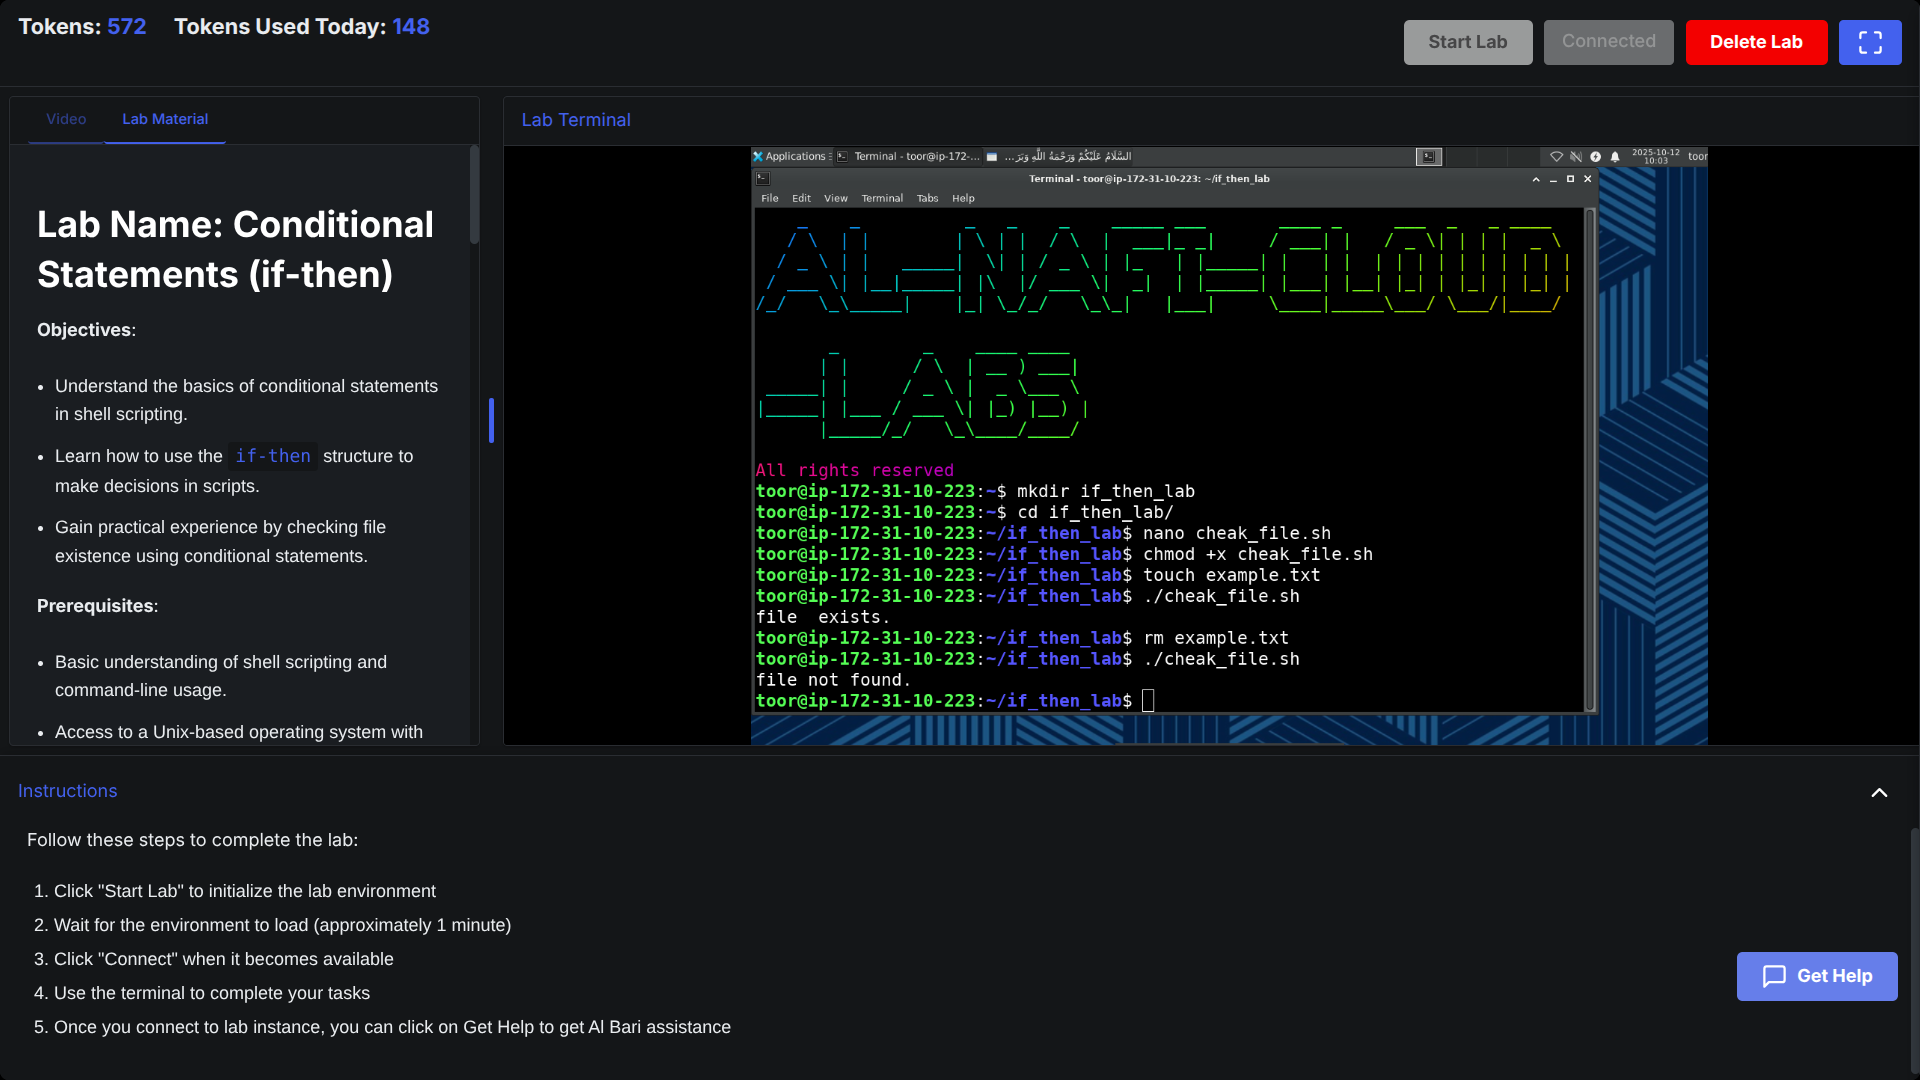 Tokens: 572 Tokens Used Today: 148
Start Lab
Connected
Delete Lab
Video
Lab Material
Lab Name: Conditional
Statements (if-then)
Objectives:
• Understand the basics of conditional statements
in shell scripting.
• Learn how to use the if-then structure to
make decisions in scripts.
• Gain practical experience by checking file
existence using conditional statements.
Prerequisites:
• Basic understanding of shell scripting and
command-line usage.
• Access to a Unix-based operating system with
Lab Terminal
Applications
Terminal - toor@ip-172-...
السَّلَامُ عَلَيْكُمْ وَرَحْمَةُ اللَّهِ وَبَرَ...
2025-10-12
10:03
toor
Terminal - toor@ip-172-31-10-223: ~/if_then_lab
File Edit View Terminal Tabs Help
AL-NAFI-CLOUD
-LABS
All rights reserved
toor@ip-172-31-10-223:~$ mkdir if_then_lab
toor@ip-172-31-10-223:~$ cd if_then_lab/
toor@ip-172-31-10-223:~/if_then_lab$ nano cheak_file.sh
toor@ip-172-31-10-223:~/if_then_lab$ chmod +x cheak_file.sh
toor@ip-172-31-10-223:~/if_then_lab$ touch example.txt
toor@ip-172-31-10-223:~/if_then_lab$ ./cheak_file.sh
file  exists.
toor@ip-172-31-10-223:~/if_then_lab$ rm example.txt
toor@ip-172-31-10-223:~/if_then_lab$ ./cheak_file.sh
file not found.
toor@ip-172-31-10-223:~/if_then_lab$
Instructions
Follow these steps to complete the lab:
1. Click "Start Lab" to initialize the lab environment
2. Wait for the environment to load (approximately 1 minute)
3. Click "Connect" when it becomes available
4. Use the terminal to complete your tasks
5. Once you connect to lab instance, you can click on Get Help to get Al Bari assistance
Get Help